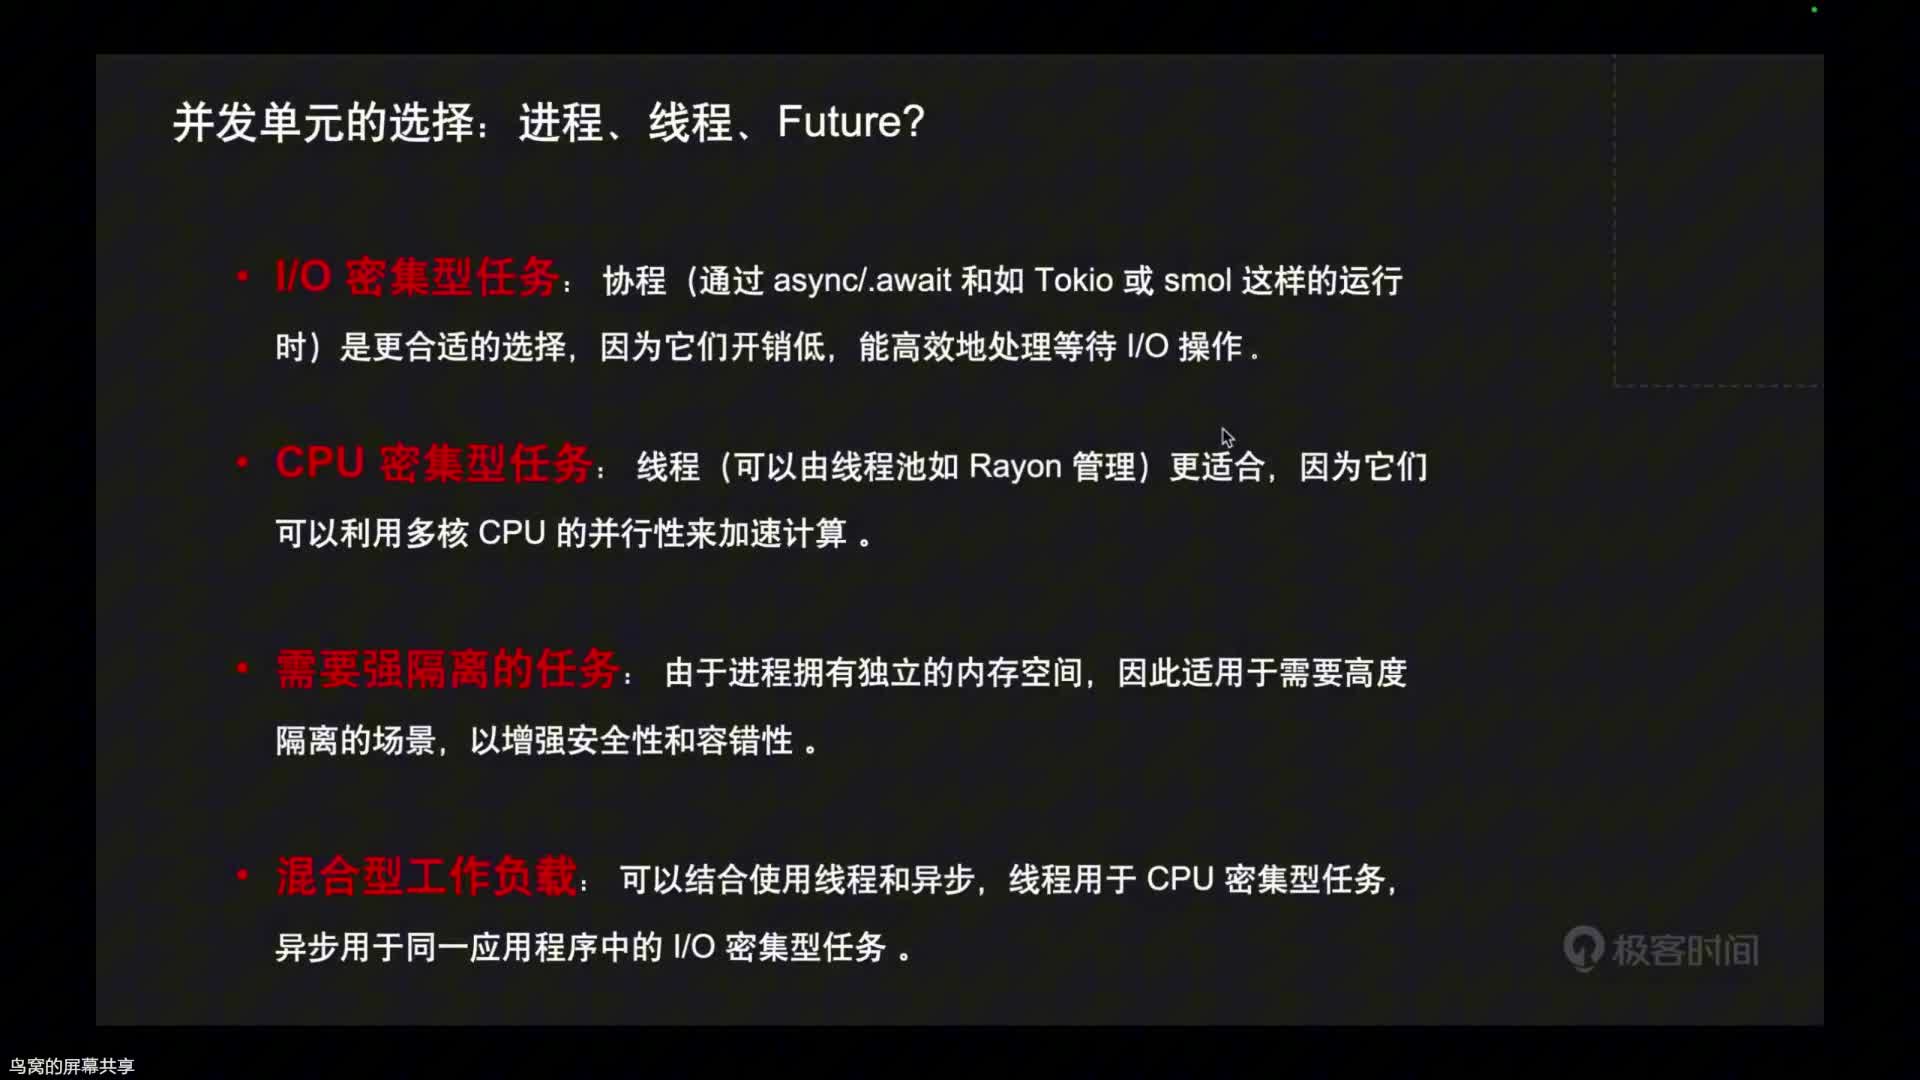 并发单元的选择：进程、线程、Future?
• I/O 密集型任务： 协程（通过 async/.await 和如 Tokio 或 smol 这样的运行
时）是更合适的选择，因为它们开销低，能高效地处理等待 I/O 操作 。
• CPU 密集型任务： 线程（可以由线程池如 Rayon 管理）更适合，因为它们
可以利用多核 CPU 的并行性来加速计算 。
• 需要强隔离的任务： 由于进程拥有独立的内存空间，因此适用于需要高度
隔离的场景，以增强安全性和容错性 。
• 混合型工作负载： 可以结合使用线程和异步，线程用于 CPU 密集型任务，
异步用于同一应用程序中的 I/O 密集型任务 。
极客时间
鸟窝的屏幕共享